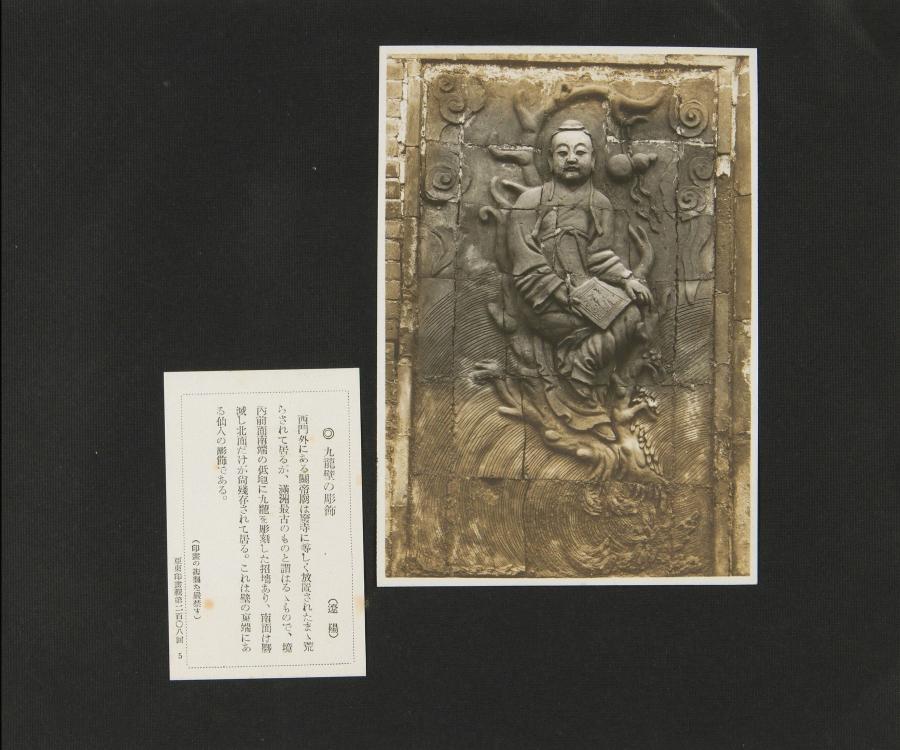 ◎ 九龍壁の彫飾
(遼陽)
西門外にある關帝廟は廢寺に等しく放置されたまゝ荒
らされて居るが、滿洲最古のものと謂はるゝもので、境
內前面南端の低地に九龍を彫刻した招墻あり、南面は磨
滅し北面だけが尙殘存されて居る。これは壁の東端にあ
る仙人の彫飾である。
(印畫の複製を嚴禁す)
亞東印畫輯第二百〇八回 5